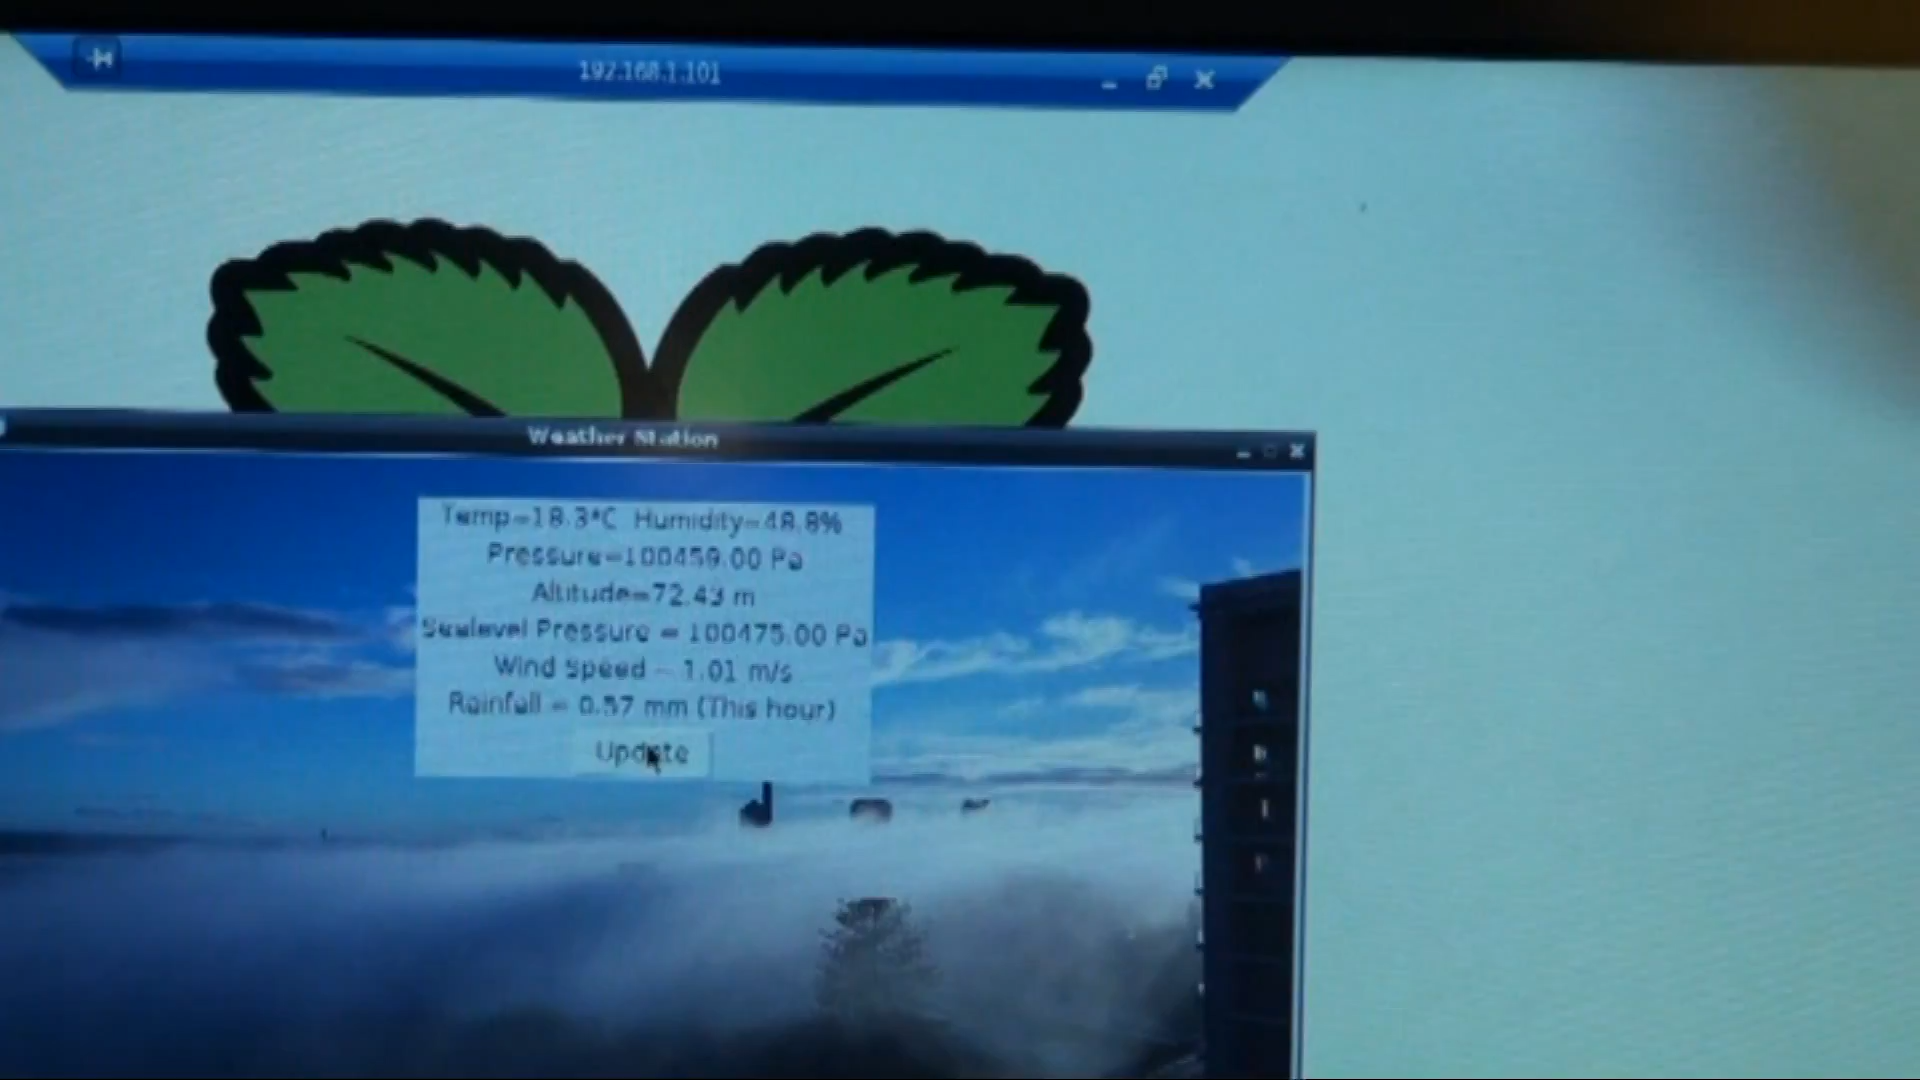 192.168.1.101
Weather Station
Temp=18.3*C Humidity=48.8%
Pressure=100459.00 Pa
Altitude=72.43 m
Sealevel Pressure = 100475.00 Pa
Wind Speed = 1.01 m/s
Rainfall = 0.57 mm (This hour)
Update